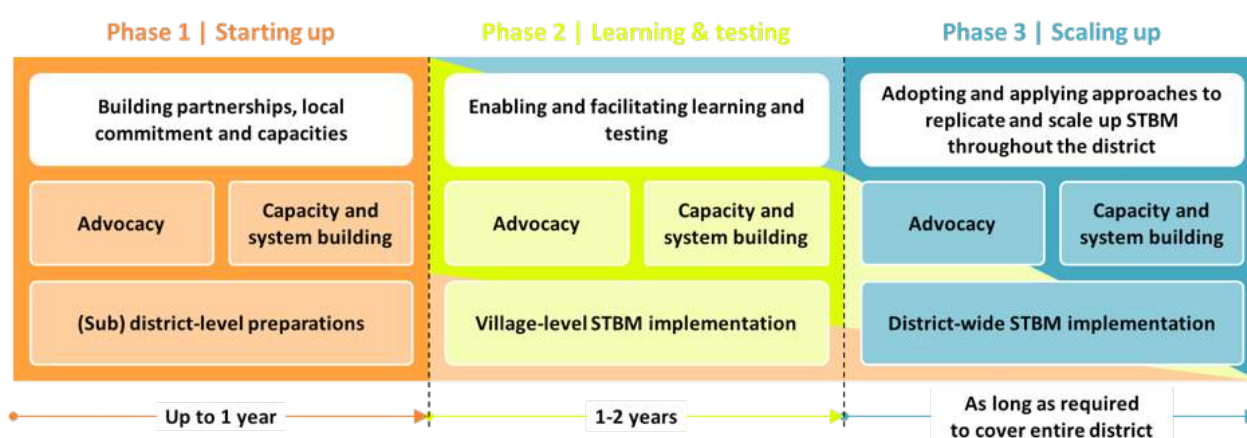 Phase 1 | Starting up
Phase 2 | Learning & testing
Phase 3 | Scaling up
Building partnerships, local
commitment and capacities
Enabling and facilitating learning and
testing
Adopting and applying approaches to
replicate and scale up STBM
throughout the district
Advocacy
Capacity and
system building
Advocacy
Capacity and
system building
Advocacy
Capacity and
system building
(Sub) district-level preparations
Village-level STBM implementation
District-wide STBM implementation
Up to 1 year
1-2 years
As long as required
to cover entire district